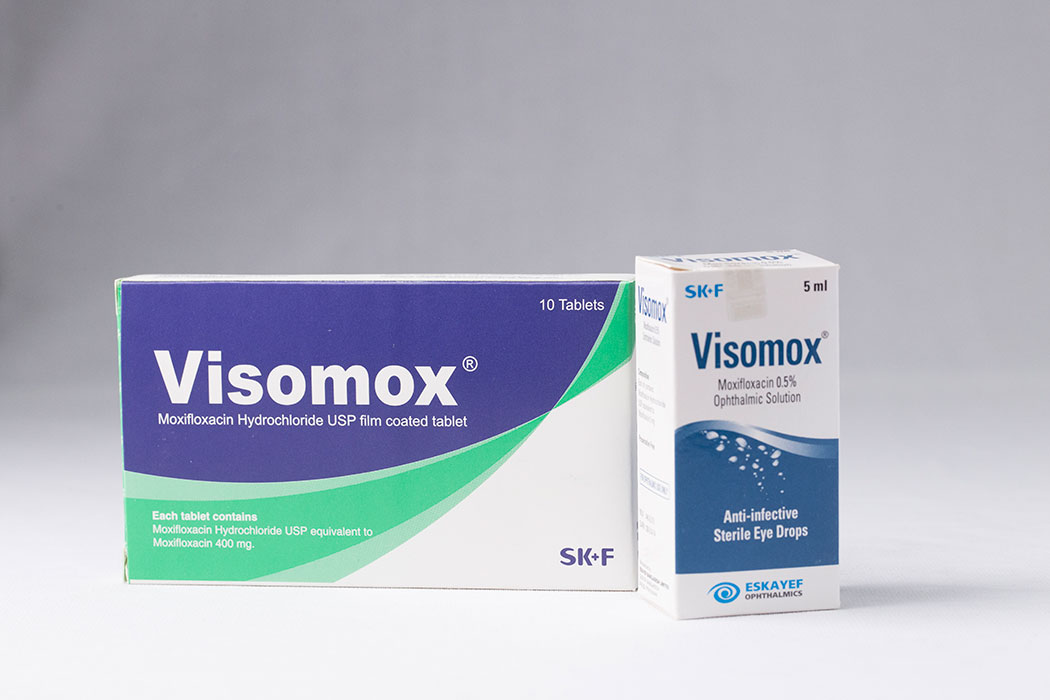 10 Tablets
Visomox®
Moxifloxacin Hydrochloride USP film coated tablet
Each tablet contains
Moxifloxacin Hydrochloride USP equivalent to
Moxifloxacin 400 mg.
SK+F
Visomox
Visomox
SK+F
5 ml
Visomox®
Moxifloxacin 0.5%
Ophthalmic Solution
Anti-infective
Sterile Eye Drops
ESKAYEF
OPHTHALMICS